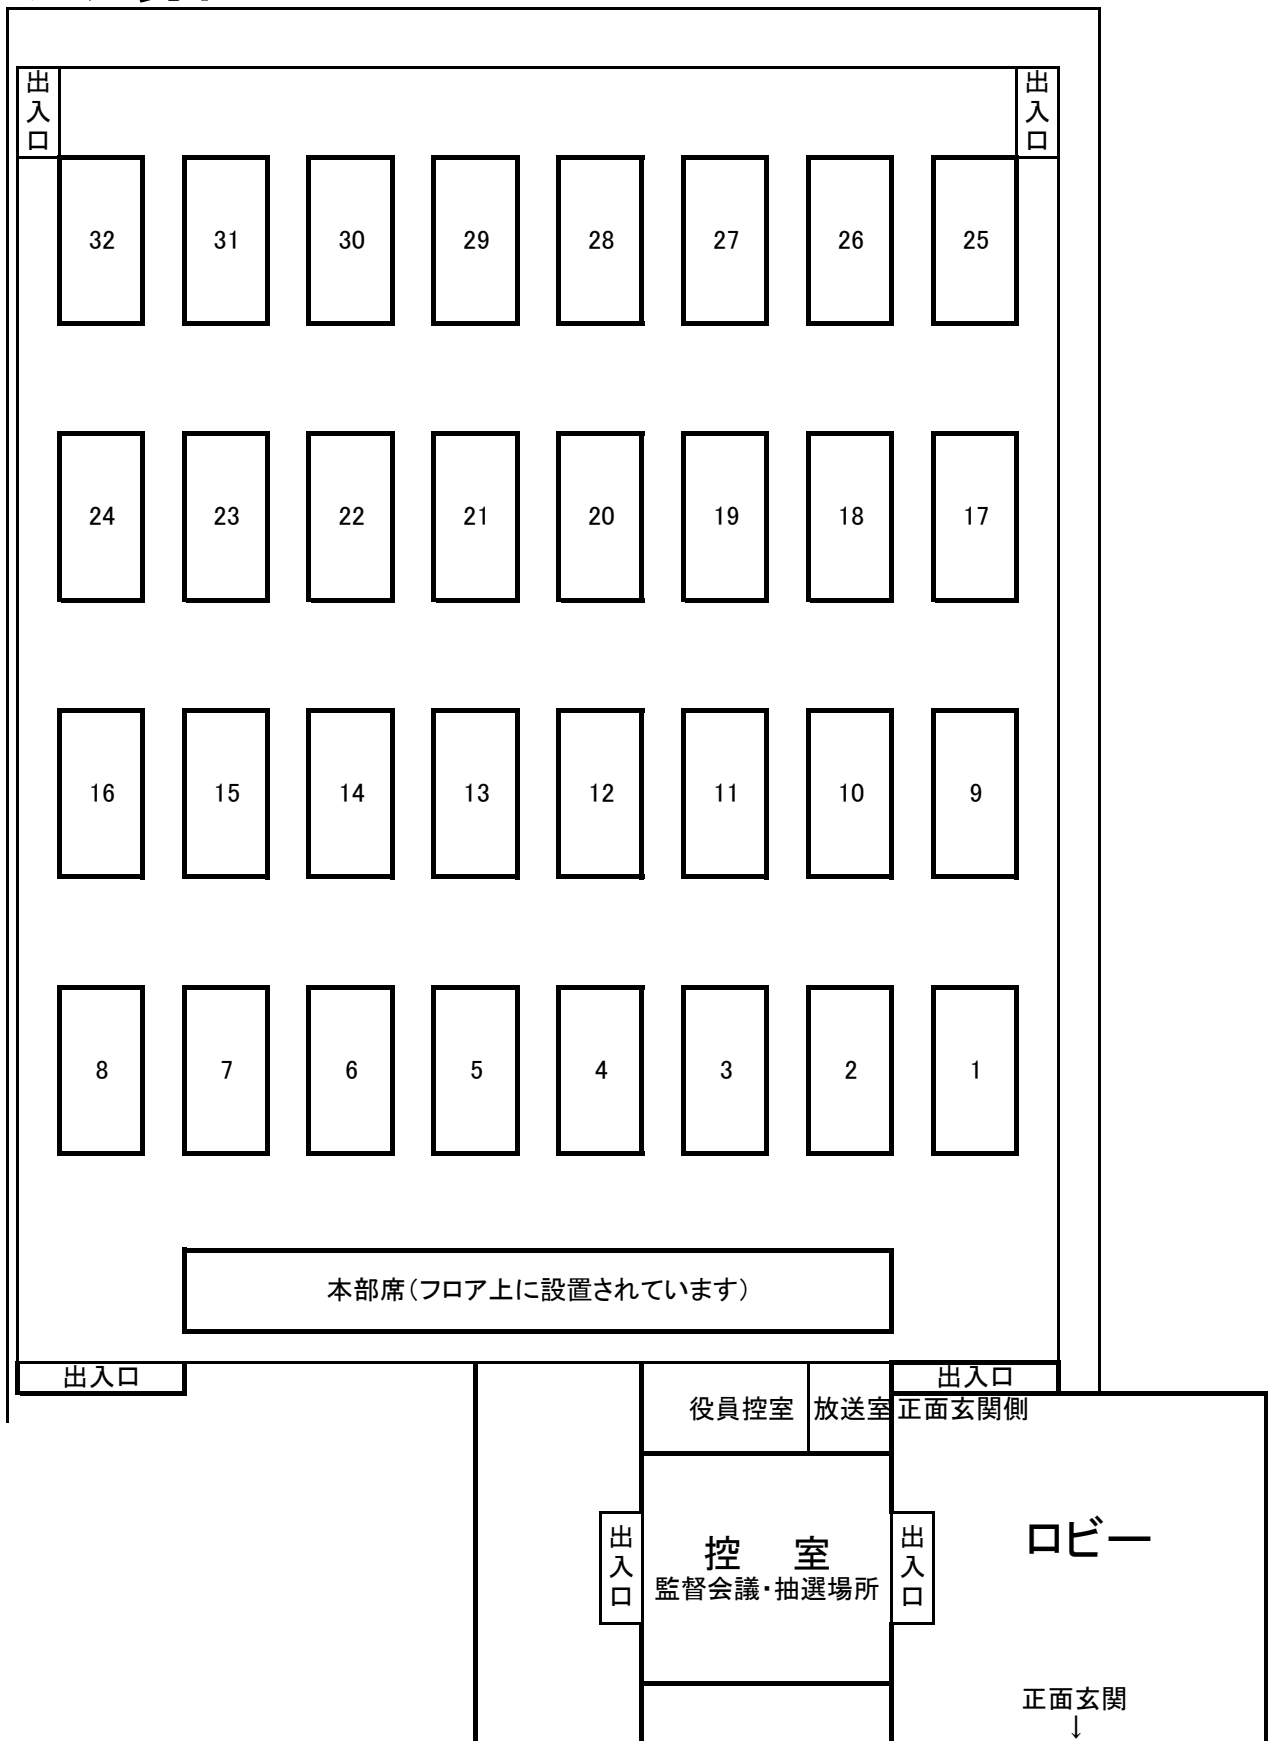 出入口
出入口
32 31 30 29 28 27 26 25
24 23 22 21 20 19 18 17
16 15 14 13 12 11 10 9
8 7 6 5 4 3 2 1
本部席（フロア上に設置されています）
出入口
出入口
役員控室
放送室
正面玄関側
出入口
控　室
監督会議・抽選場所
出入口
ロビー
正面玄関
↓